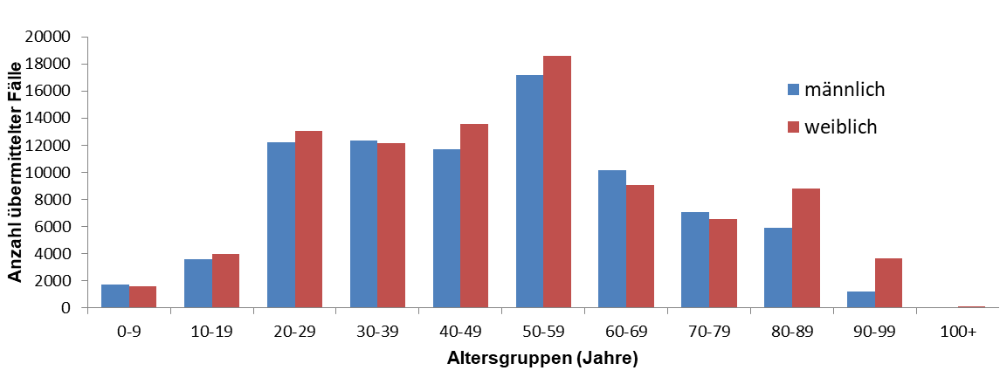 20000
18000
16000
14000
12000
10000
8000
6000
4000
2000
0
Anzahl übermittelter Fälle
männlich
weiblich
0-9 10-19 20-29 30-39 40-49 50-59 60-69 70-79 80-89 90-99 100+
Altersgruppen (Jahre)